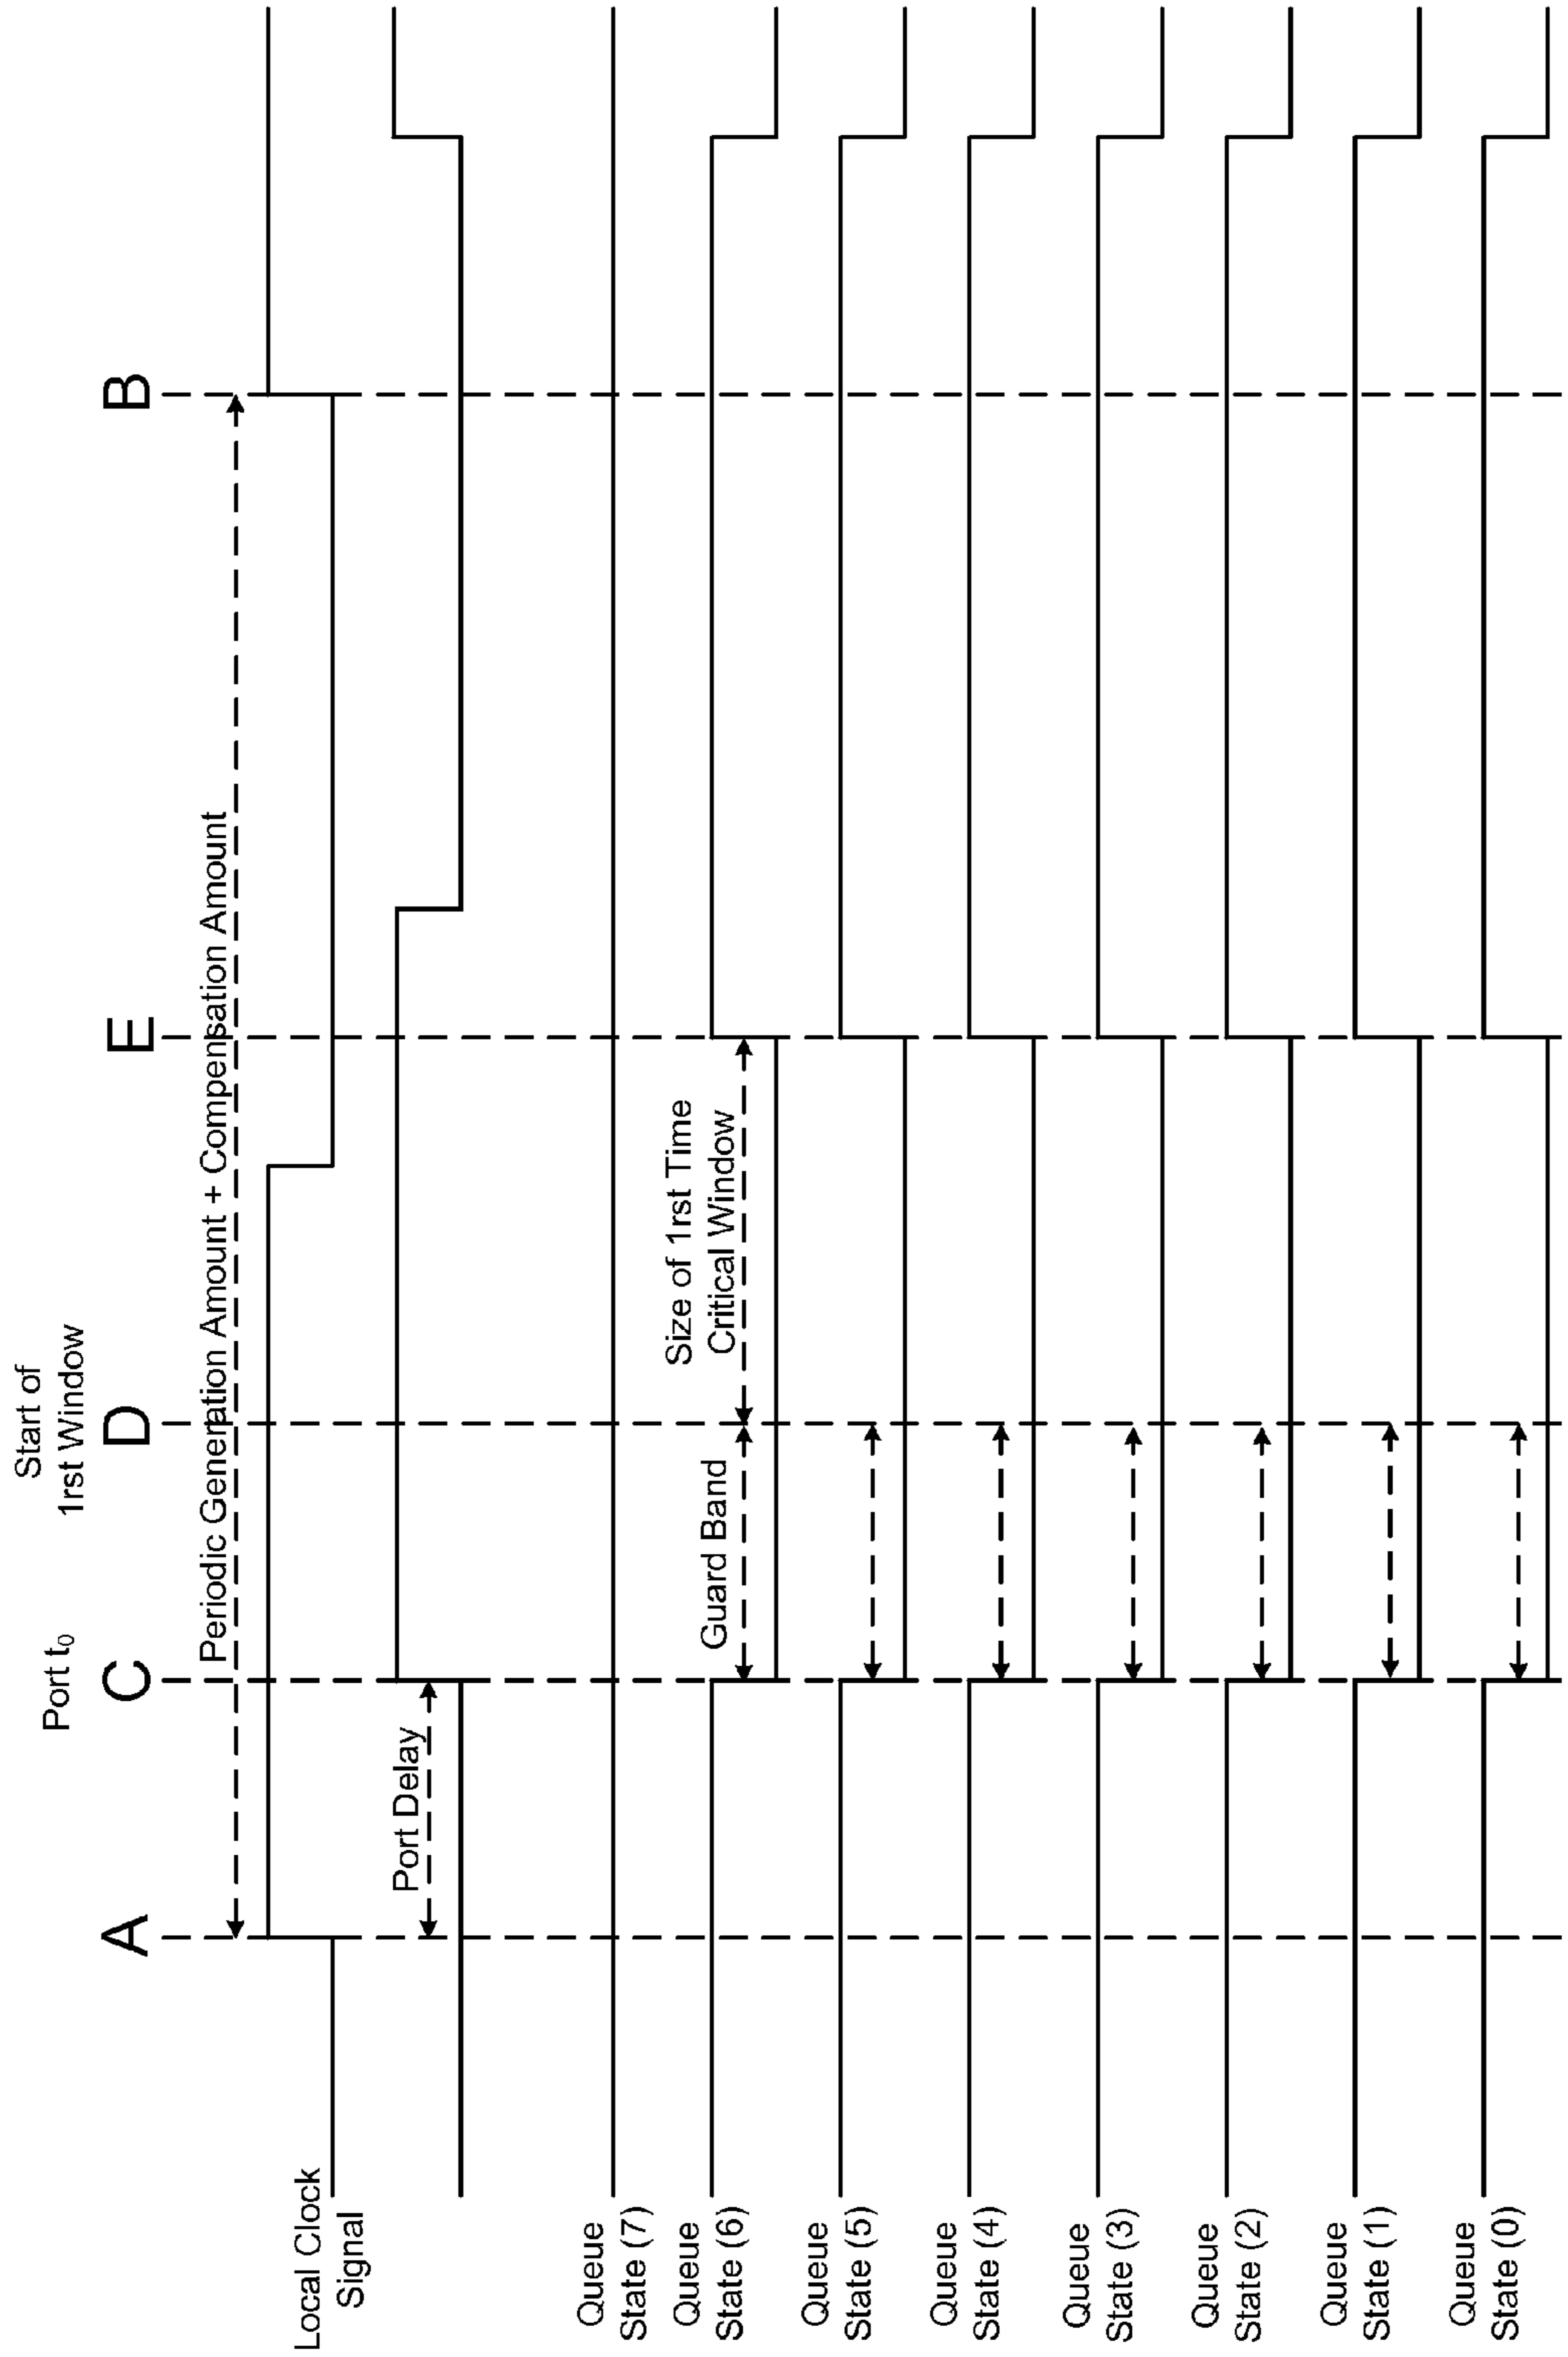 Port t₀
Start of
1rst Window
A
C
D
E
B
Periodic Generation Amount + Compensation Amount
Local Clock
Signal
Port Delay
Queue
State (7)
Queue
State (6)
Guard Band
Size of 1rst Time
Critical Window
Queue
State (5)
Queue
State (4)
Queue
State (3)
Queue
State (2)
Queue
State (1)
Queue
State (0)